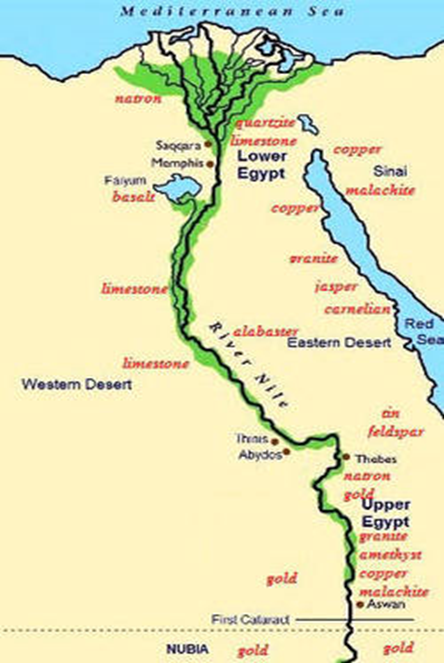 Mediterranean Sea
natron
quartzite
limestone
Saqqara
Memphis
Lower
Egypt
copper
Sinai
malachite
Faiyum
basalt
copper
granite
jasper
carnelian
limestone
Red
Sea
River Nile
alabaster
Eastern Desert
limestone
Western Desert
tin
feldspar
Thinis
Abydos
Thebes
natron
gold
Upper
Egypt
granite
amethyst
copper
malachite
gold
Aswan
First Cataract
NUBIA
gold
gold